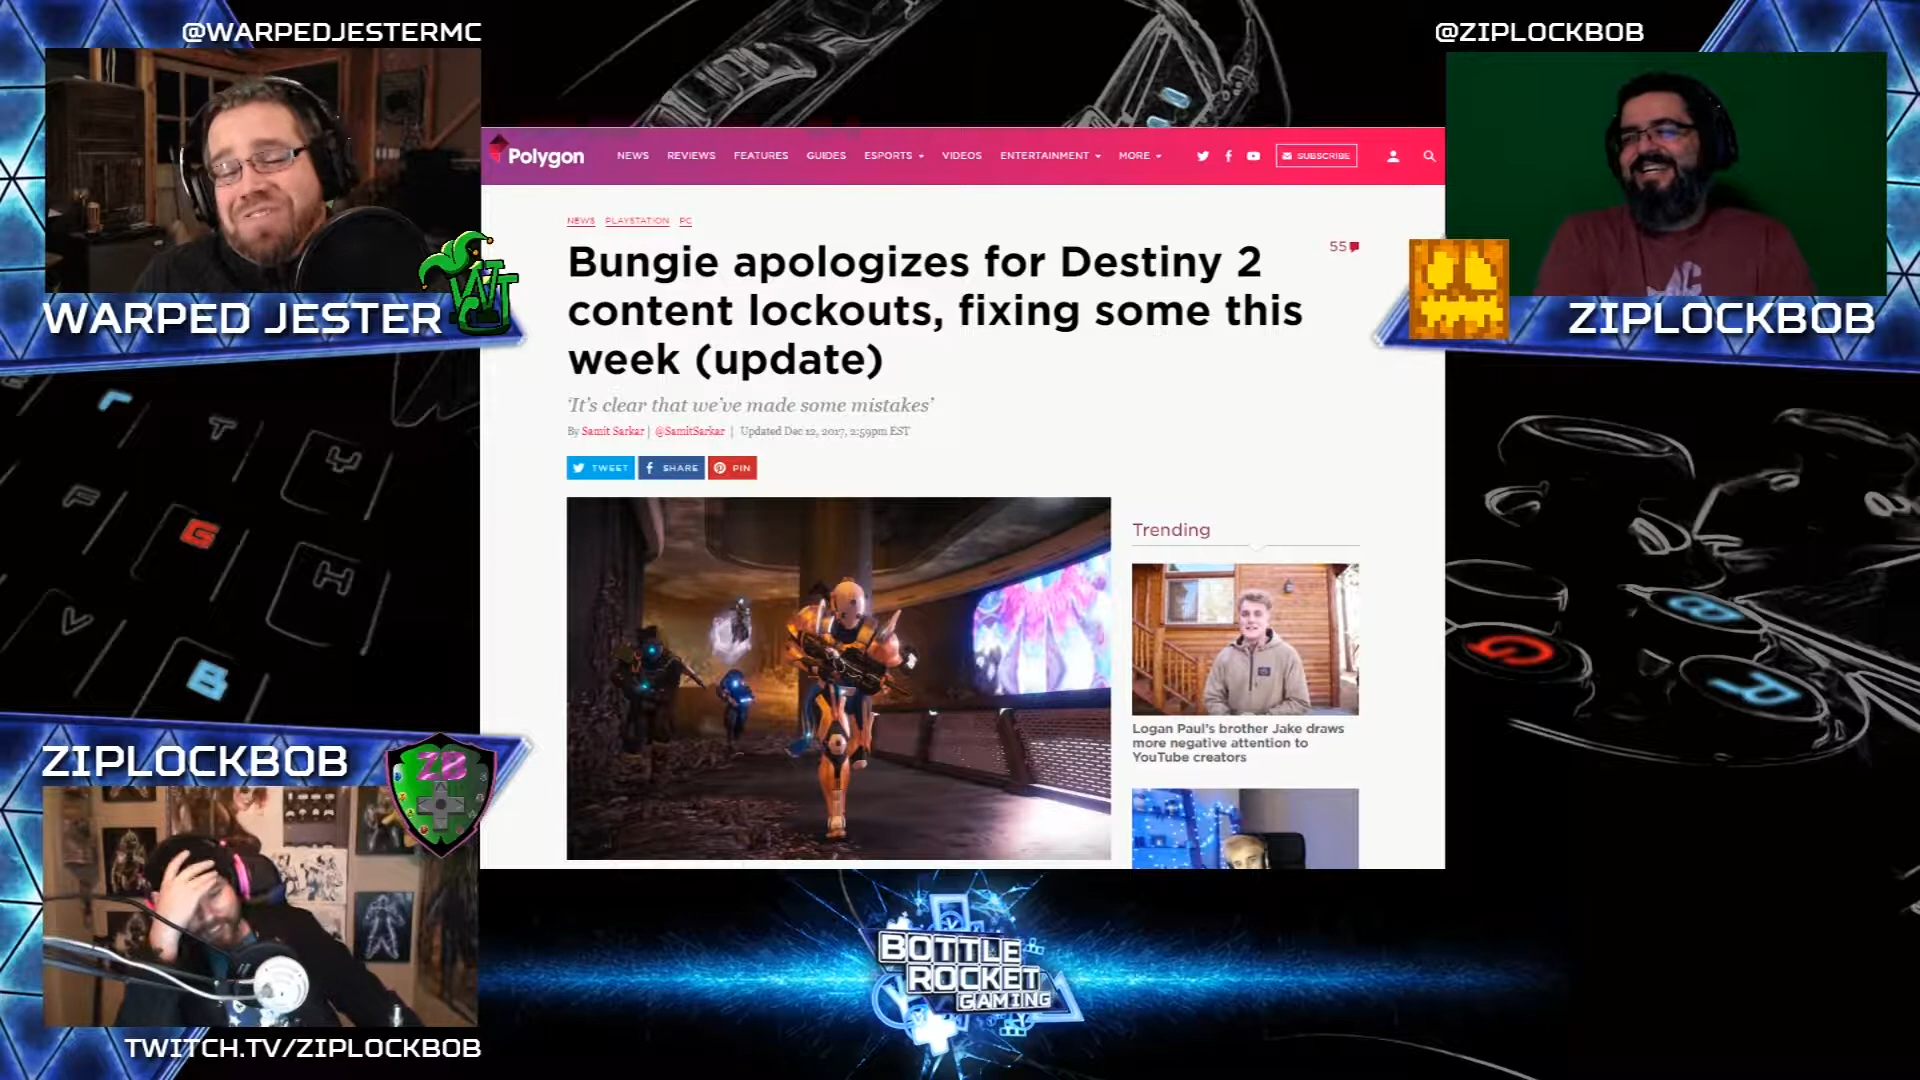 @WARPEDJESTERMC
@ZIPLOCKBOB
Polygon
NEWS REVIEWS FEATURES GUIDES ESPORTS VIDEOS ENTERTAINMENT MORE
SUBSCRIBE
NEWS PLAYSTATION PC
Bungie apologizes for Destiny 2
content lockouts, fixing some this
week (update)
55
‘It’s clear that we’ve made some mistakes’
By Samit Sarkar | @SamitSarkar | Updated Dec 12, 2017, 2:59pm EST
TWEET SHARE PIN
Trending
Logan Paul's brother Jake draws
more negative attention to
YouTube creators
WARPED JESTER
WJ
ZIPLOCKBOB
R T Y
F G H
V B
G B R
ZIPLOCKBOB
ZB
TWITCH.TV/ZIPLOCKBOB
BOTTLE
ROCKET
GAMING